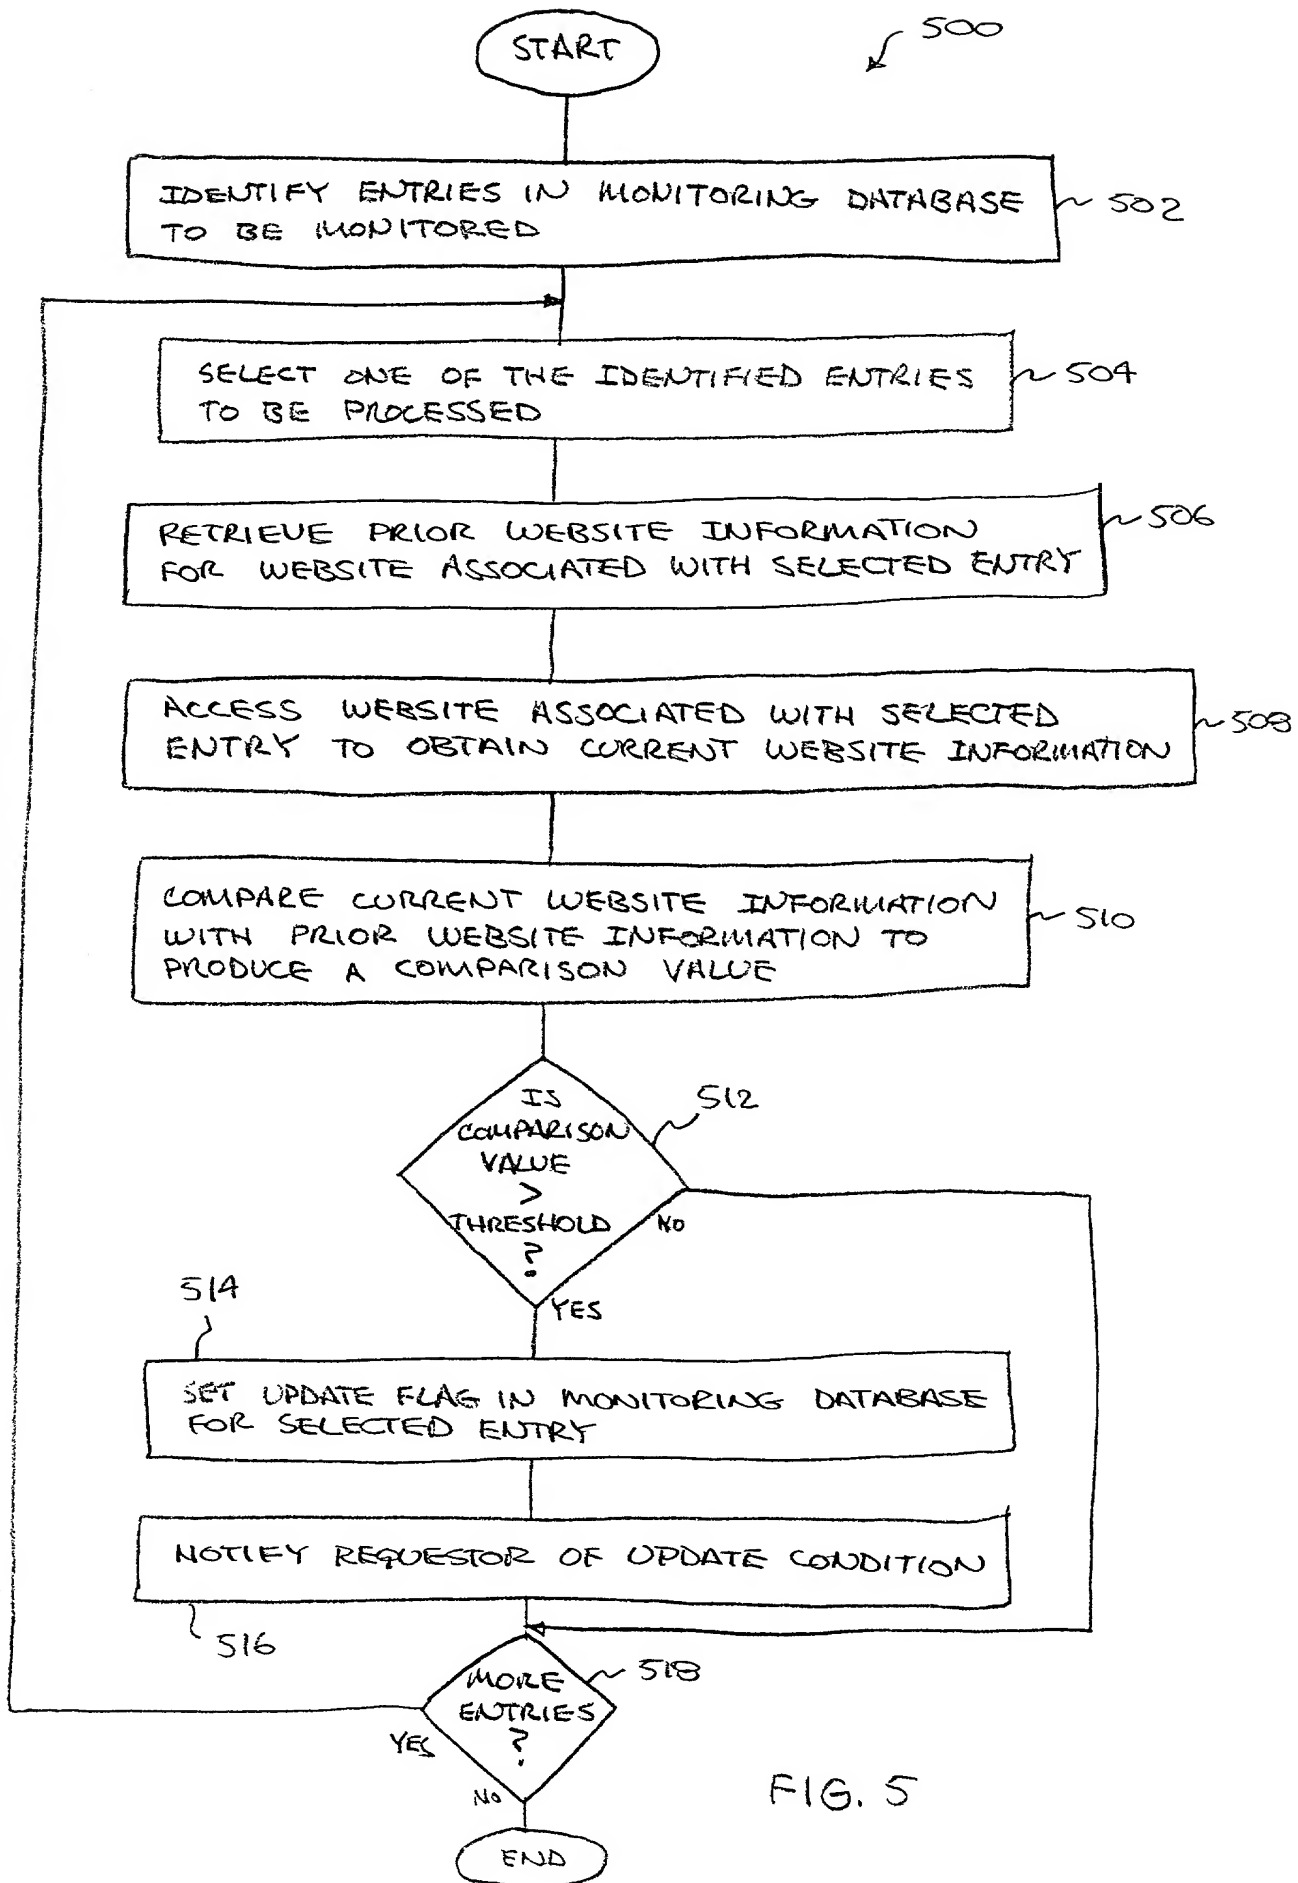 START
500
IDENTIFY ENTRIES IN MONITORING DATABASE
TO BE MONITORED
502
SELECT ONE OF THE IDENTIFIED ENTRIES
TO BE PROCESSED
504
RETRIEVE PRIOR WEBSITE INFORMATION
FOR WEBSITE ASSOCIATED WITH SELECTED ENTRY
506
ACCESS WEBSITE ASSOCIATED WITH SELECTED
ENTRY TO OBTAIN CURRENT WEBSITE INFORMATION
508
COMPARE CURRENT WEBSITE INFORMATION
WITH PRIOR WEBSITE INFORMATION TO
PRODUCE A COMPARISON VALUE
510
IS
COMPARISON
VALUE
>
THRESHOLD
?
512
NO
YES
514
SET UPDATE FLAG IN MONITORING DATABASE
FOR SELECTED ENTRY
NOTIFY REQUESTOR OF UPDATE CONDITION
516
MORE
ENTRIES
?
518
YES
NO
END
FIG. 5